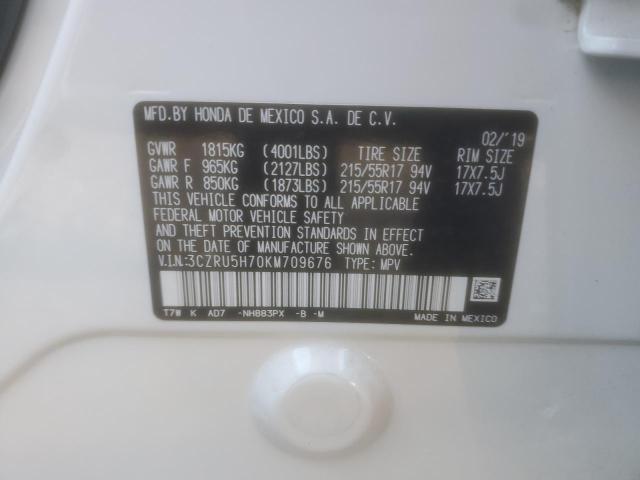 MFD.BY HONDA DE MEXICO S.A. DE C.V.
02/'19
GVWR 1815KG (4001LBS) TIRE SIZE RIM SIZE
GAWR F 965KG (2127LBS) 215/55R17 94V 17X7.5J
GAWR R 850KG (1873LBS) 215/55R17 94V 17X7.5J
THIS VEHICLE CONFORMS TO ALL APPLICABLE
FEDERAL MOTOR VEHICLE SAFETY
AND THEFT PREVENTION STANDARDS IN EFFECT
ON THE DATE OF MANUFACTURE SHOWN ABOVE.
V.I.N.:3CZRU5H70KM709676 TYPE: MPV
T7W K AD7 -NH883PX -B -M
MADE IN MEXICO